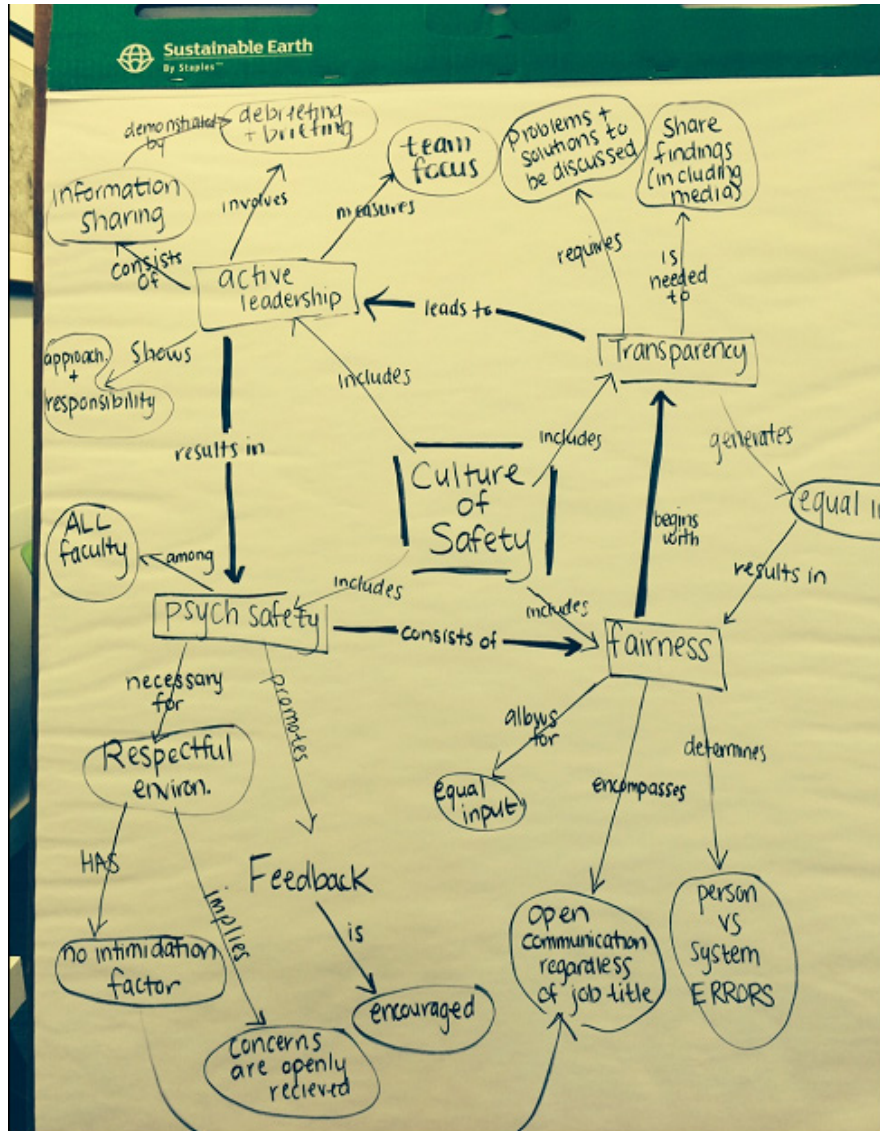 Sustainable Earth
By Staples™
demonstrated
by
debriefing
+ briefing
team
focus
problems +
solutions to
be discussed
Share
findings
(including
media)
information
sharing
involves
measures
consists
of
active
leadership
requires
is
needed
to
leads to
Transparency
approach.
+
responsibility
Shows
includes
includes
generates
results in
Culture
of
Safety
equal in
begins
with
ALL
faculty
among
includes
includes
results in
psych safety
consists of
fairness
necessary
for
promotes
allows
for
determines
Respectful
environ.
equal
input
encompasses
HAS
implies
Feedback
is
no intimidation
factor
encouraged
concerns
are openly
recieved
open
communication
regardless
of job title
person
vs
system
ERRORS